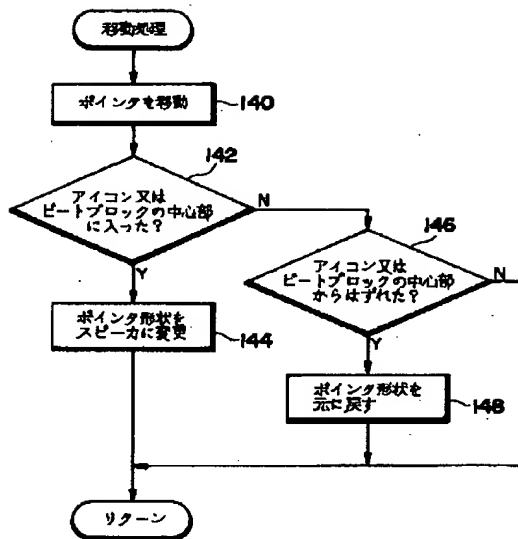 移動処理
ポインタを移動
140
142
アイコン又は
ビートブロックの中心部
に入った?
N
Y
146
アイコン又は
ビートブロックの中心部
からはずれた?
N
Y
ポインタ形状を
スピーカに変更
144
ポインタ形状を
元に戻す
148
リターン